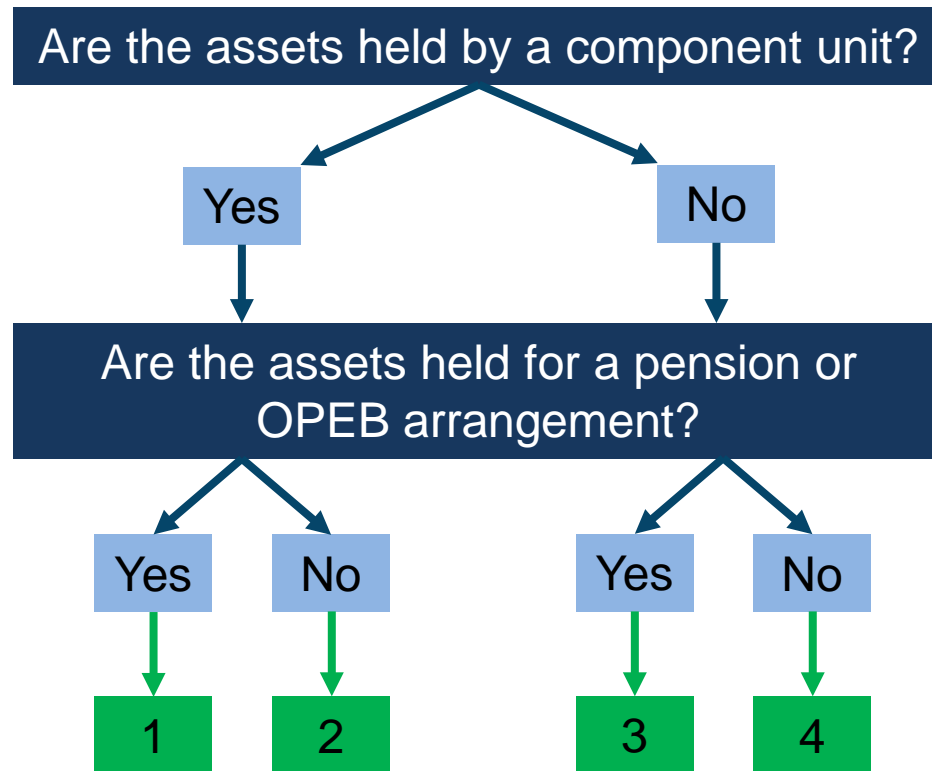 Are the assets held by a component unit?
Yes
No
Are the assets held for a pension or
OPEB arrangement?
Yes
No
Yes
No
1
2
3
4